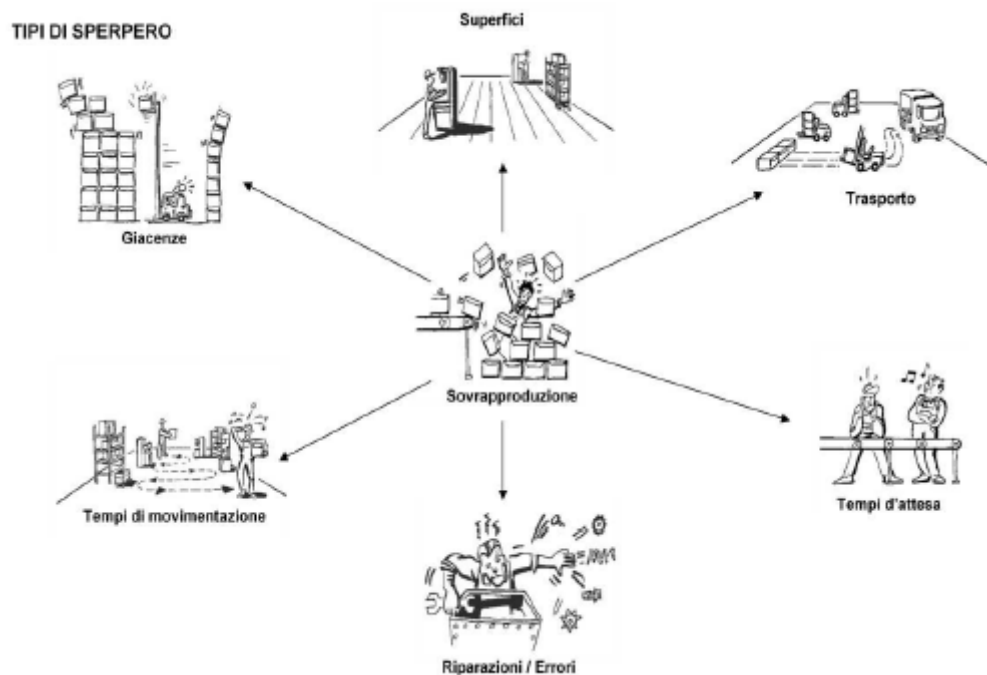 TIPI DI SPERPERO
Superfici
Giacenze
Trasporto
Sovrapproduzione
Tempi di movimentazione
Tempi d'attesa
Riparazioni / Errori